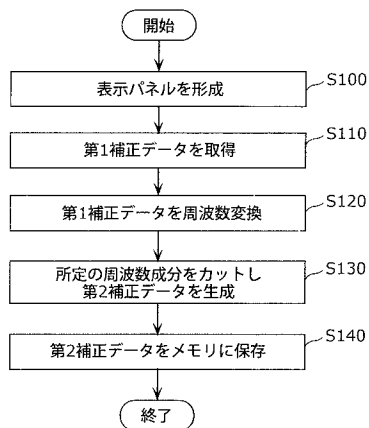 開始
表示パネルを形成
S100
第1補正データを取得
S110
第1補正データを周波数変換
S120
所定の周波数成分をカットし
第2補正データを生成
S130
第2補正データをメモリに保存
S140
終了